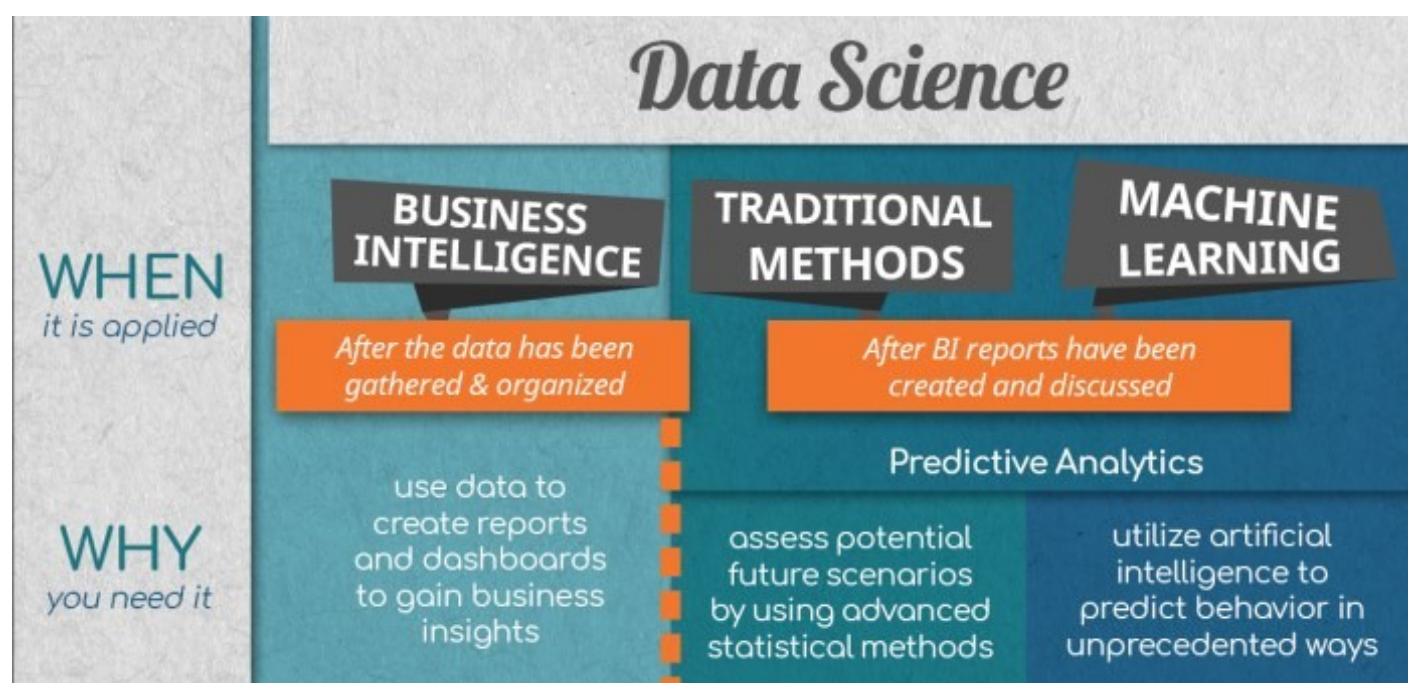 Data Science
WHEN
it is applied
BUSINESS
INTELLIGENCE
TRADITIONAL
METHODS
MACHINE
LEARNING
After the data has been
gathered & organized
After BI reports have been
created and discussed
Predictive Analytics
WHY
you need it
use data to
create reports
and dashboards
to gain business
insights
assess potential
future scenarios
by using advanced
statistical methods
utilize artificial
intelligence to
predict behavior in
unprecedented ways